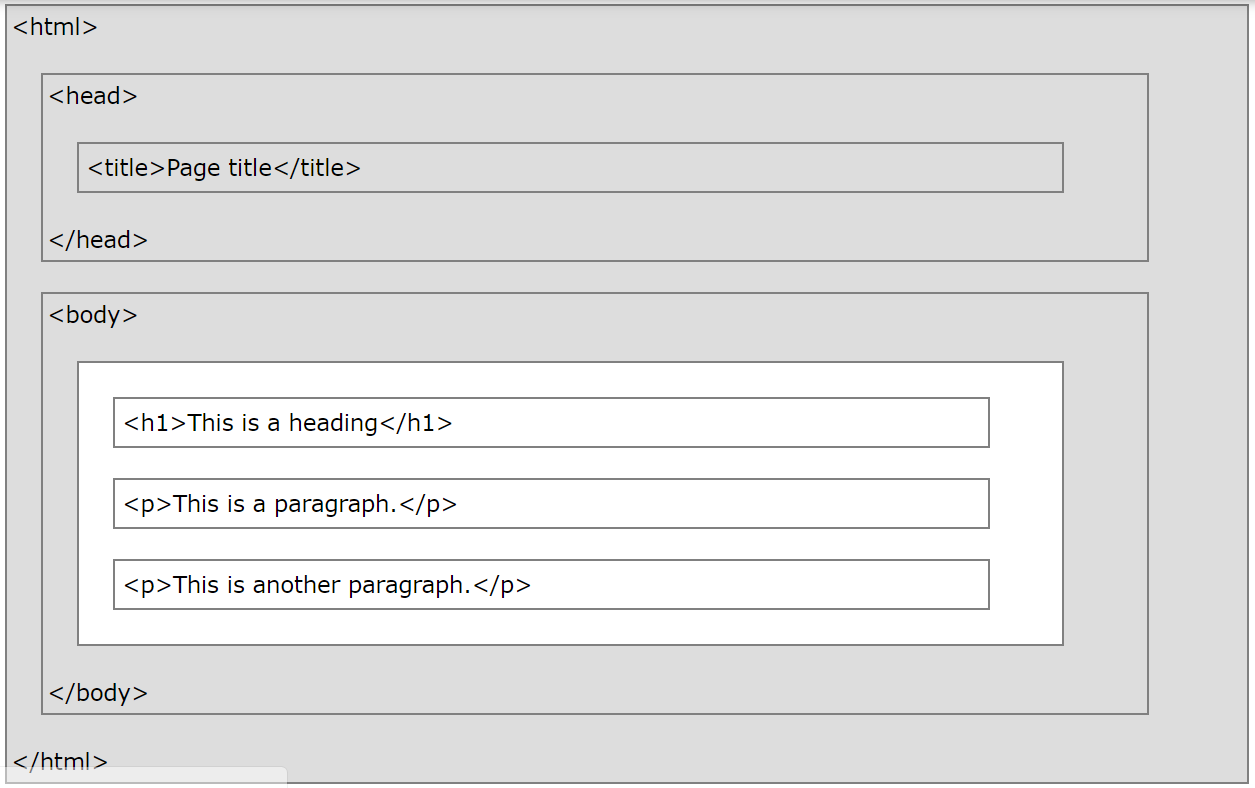 <html>
<head>
<title>Page title</title>
</head>
<body>
<h1>This is a heading</h1>
<p>This is a paragraph.</p>
<p>This is another paragraph.</p>
</body>
</html>